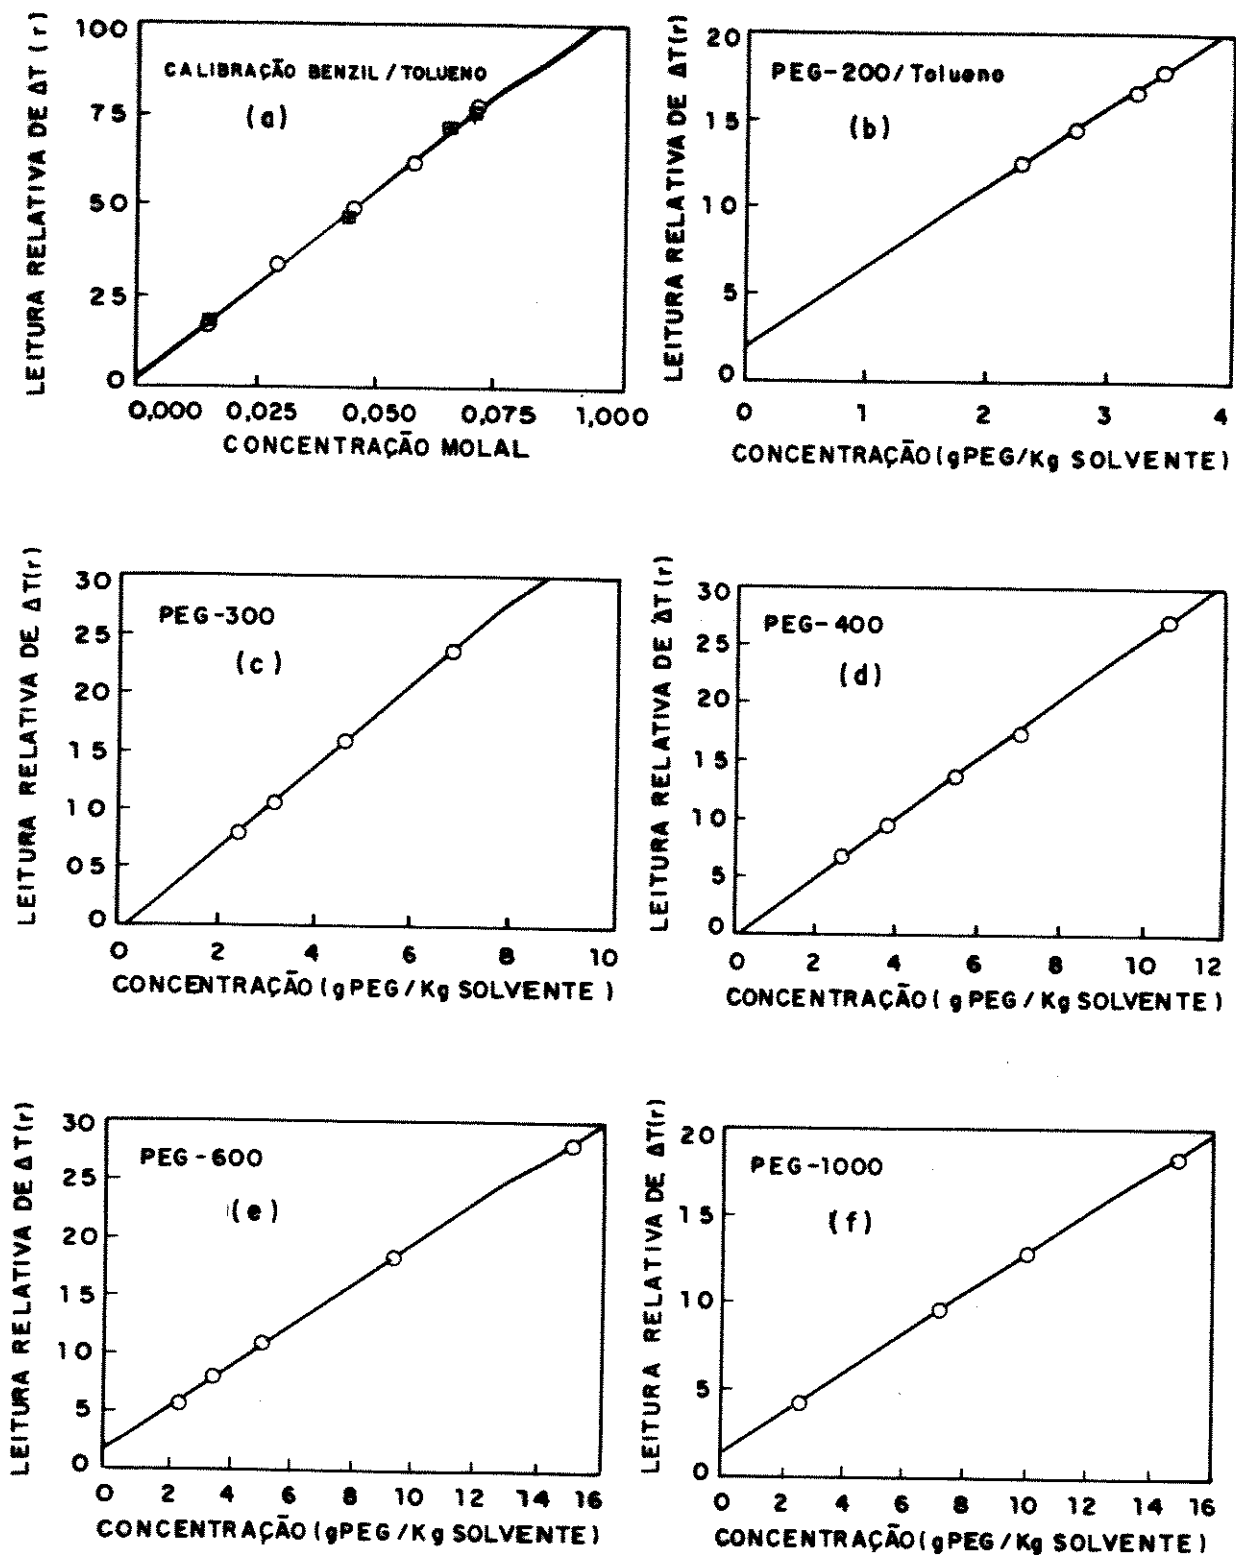 LEITURA RELATIVA DE ΔT (r)
100
75
50
25
0
CALIBRAÇÃO BENZIL / TOLUENO
(a)
0,000 0,025 0,050 0,075 1,000
CONCENTRAÇÃO MOLAL
LEITURA RELATIVA DE ΔT(r)
20
15
10
5
0
PEG-200/Tolueno
(b)
0 1 2 3 4
CONCENTRAÇÃO (gPEG/Kg SOLVENTE)
LEITURA RELATIVA DE ΔT(r)
30
25
20
15
10
05
0
PEG-300
(c)
0 2 4 6 8 10
CONCENTRAÇÃO (gPEG/Kg SOLVENTE)
LEITURA RELATIVA DE ΔT(r)
30
25
20
15
10
5
0
PEG-400
(d)
0 2 4 6 8 10 12
CONCENTRAÇÃO (gPEG/Kg SOLVENTE)
LEITURA RELATIVA DE ΔT(r)
30
25
20
15
10
5
0
PEG-600
(e)
0 2 4 6 8 10 12 14 16
CONCENTRAÇÃO (gPEG/Kg SOLVENTE)
LEITURA RELATIVA DE ΔT(r)
20
15
10
5
0
PEG-1000
(f)
0 2 4 6 8 10 12 14 16
CONCENTRAÇÃO (gPEG/Kg SOLVENTE)